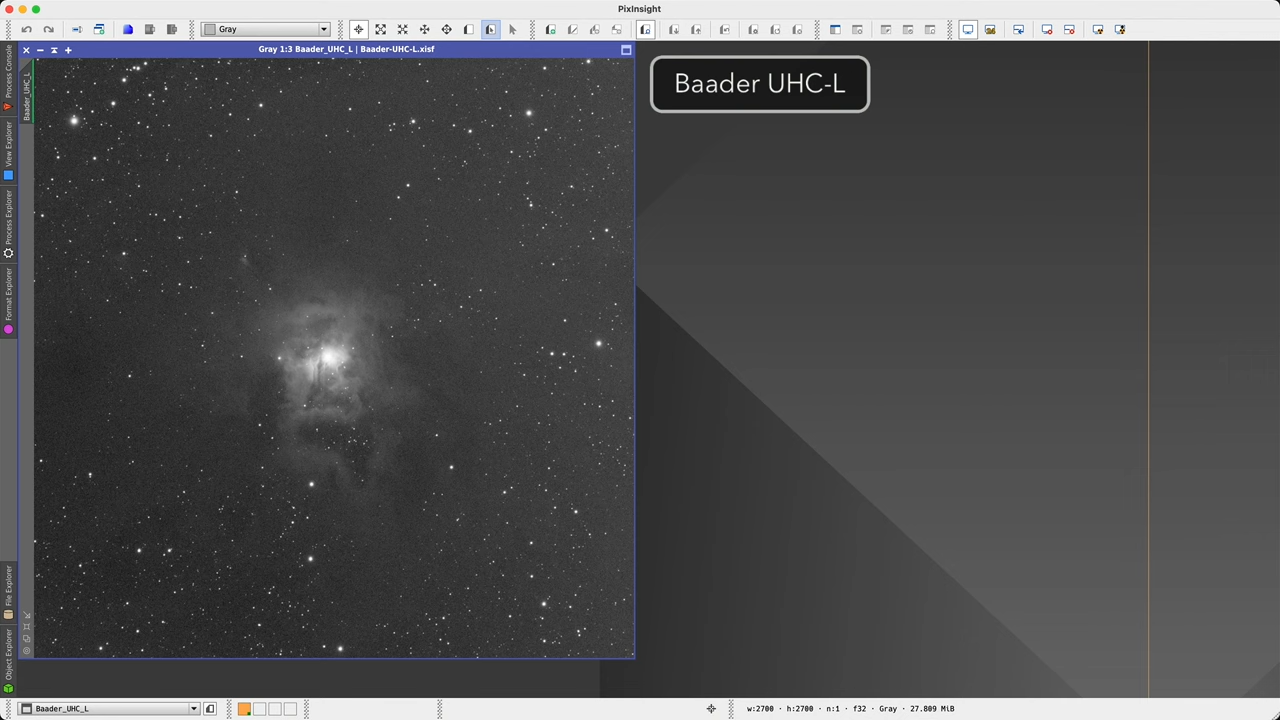 PixInsight
Gray
Gray 1:3 Baader_UHC_L | Baader-UHC-L.xisf
Baader UHC-L
Process Console
View Explorer
Process Explorer
Format Explorer
File Explorer
Object Explorer
Baader_UHC_L
Baader_UHC_L
w:2700 · h:2700 · n:1 · f32 · Gray · 27.809 MiB